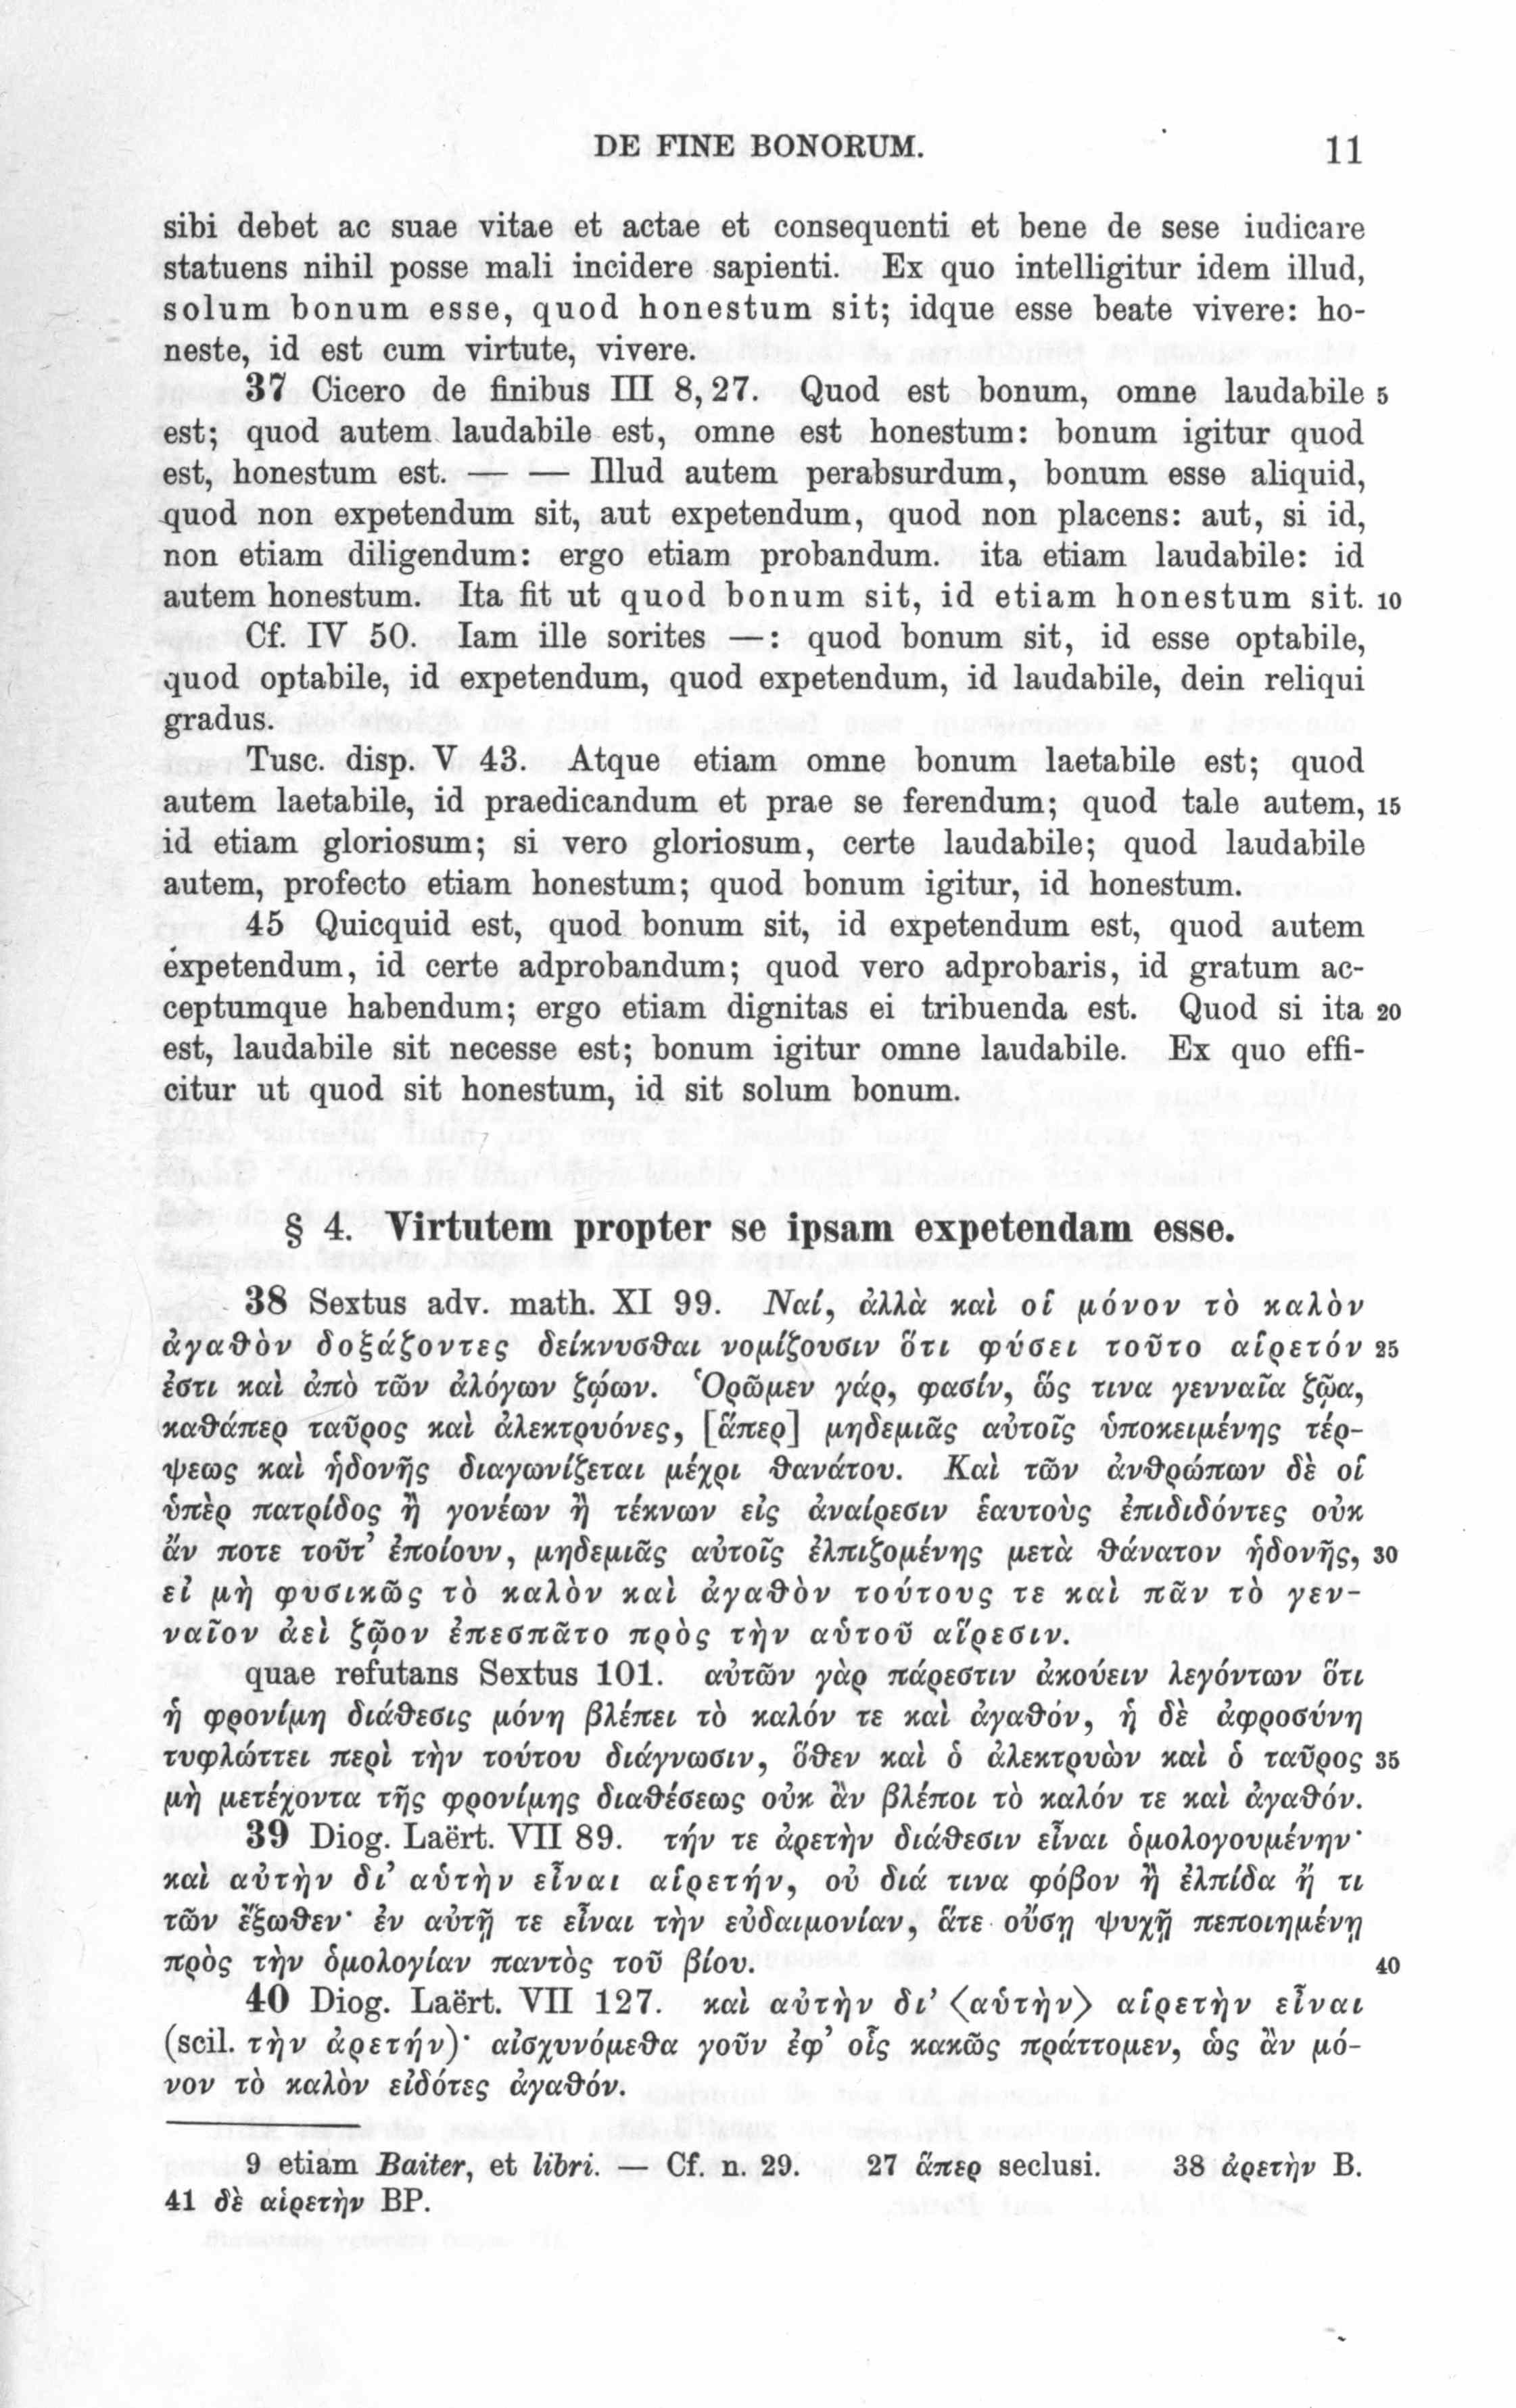 DE FINE BONORUM. 11
sibi debet ac suae vitae et actae et consequenti et bene de sese iudicare
statuens nihil posse mali incidere sapienti. Ex quo intelligitur idem illud,
solum bonum esse, quod honestum sit; idque esse beate vivere: ho-
neste, id est cum virtute, vivere.
37 Cicero de finibus III 8,27. Quod est bonum, omne laudabile 5
est; quod autem laudabile est, omne est honestum: bonum igitur quod
est, honestum est. — — Illud autem perabsurdum, bonum esse aliquid,
quod non expetendum sit, aut expetendum, quod non placens: aut, si id,
non etiam diligendum: ergo etiam probandum. ita etiam laudabile: id
autem honestum. Ita fit ut quod bonum sit, id etiam honestum sit. 10
Cf. IV 50. Iam ille sorites —: quod bonum sit, id esse optabile,
quod optabile, id expetendum, quod expetendum, id laudabile, dein reliqui
gradus.
Tusc. disp. V 43. Atque etiam omne bonum laetabile est; quod
autem laetabile, id praedicandum et prae se ferendum; quod tale autem, 15
id etiam gloriosum; si vero gloriosum, certe laudabile; quod laudabile
autem, profecto etiam honestum; quod bonum igitur, id honestum.
45 Quicquid est, quod bonum sit, id expetendum est, quod autem
expetendum, id certe adprobandum; quod vero adprobaris, id gratum ac-
ceptumque habendum; ergo etiam dignitas ei tribuenda est. Quod si ita 20
est, laudabile sit necesse est; bonum igitur omne laudabile. Ex quo effi-
citur ut quod sit honestum, id sit solum bonum.
§ 4. Virtutem propter se ipsam expetendam esse.
38 Sextus adv. math. XI 99. Ναί, ἀλλὰ καὶ οἱ μόνον τὸ καλὸν
ἀγαθὸν δοξάζοντες δείκνυσθαι νομίζουσιν ὅτι φύσει τοῦτο αἱρετόν 25
ἐστι καὶ ἀπὸ τῶν ἀλόγων ζῴων. Ὁρῶμεν γάρ, φασίν, ὥς τινα γενναῖα ζῷα,
καθάπερ ταῦρος καὶ ἀλεκτρυόνες, [ἅπερ] μηδεμιᾶς αὐτοῖς ὑποκειμένης τέρ-
ψεως καὶ ἡδονῆς διαγωνίζεται μέχρι θανάτου. Καὶ τῶν ἀνθρώπων δὲ οἱ
ὑπὲρ πατρίδος ἢ γονέων ἢ τέκνων εἰς ἀναίρεσιν ἑαυτοὺς ἐπιδιδόντες οὐκ
ἄν ποτε τοῦτ’ ἐποίουν, μηδεμιᾶς αὐτοῖς ἐλπιζομένης μετὰ θάνατον ἡδονῆς, 30
εἰ μὴ φυσικῶς τὸ καλὸν καὶ ἀγαθὸν τούτους τε καὶ πᾶν τὸ γεν-
ναῖον ἀεὶ ζῷον ἐπεσπᾶτο πρὸς τὴν αὑτοῦ αἵρεσιν.
quae refutans Sextus 101. αὐτῶν γὰρ πάρεστιν ἀκούειν λεγόντων ὅτι
ἡ φρονίμη διάθεσις μόνη βλέπει τὸ καλόν τε καὶ ἀγαθόν, ἡ δὲ ἀφροσύνη
τυφλώττει περὶ τὴν τούτου διάγνωσιν, ὅθεν καὶ ὁ ἀλεκτρυὼν καὶ ὁ ταῦρος 35
μὴ μετέχοντα τῆς φρονίμης διαθέσεως οὐκ ἂν βλέποι τὸ καλόν τε καὶ ἀγαθόν.
39 Diog. Laërt. VII 89. τήν τε ἀρετὴν διάθεσιν εἶναι ὁμολογουμένην·
καὶ αὐτὴν δι’ αὑτὴν εἶναι αἱρετήν, οὐ διά τινα φόβον ἢ ἐλπίδα ἤ τι
τῶν ἔξωθεν· ἐν αὐτῇ τε εἶναι τὴν εὐδαιμονίαν, ἅτε οὔσῃ ψυχῇ πεποιημένῃ
πρὸς τὴν ὁμολογίαν παντὸς τοῦ βίου. 40
40 Diog. Laërt. VII 127. καὶ αὐτὴν δι’ ⟨αὑτὴν⟩ αἱρετὴν εἶναι
(scil. τὴν ἀρετήν)· αἰσχυνόμεθα γοῦν ἐφ’ οἷς κακῶς πράττομεν, ὡς ἂν μό-
νον τὸ καλὸν εἰδότες ἀγαθόν.
9 etiam Baiter, et libri. — Cf. n. 29. 27 ἅπερ seclusi. 38 ἀρετὴν B.
41 δὲ αἱρετὴν BP.